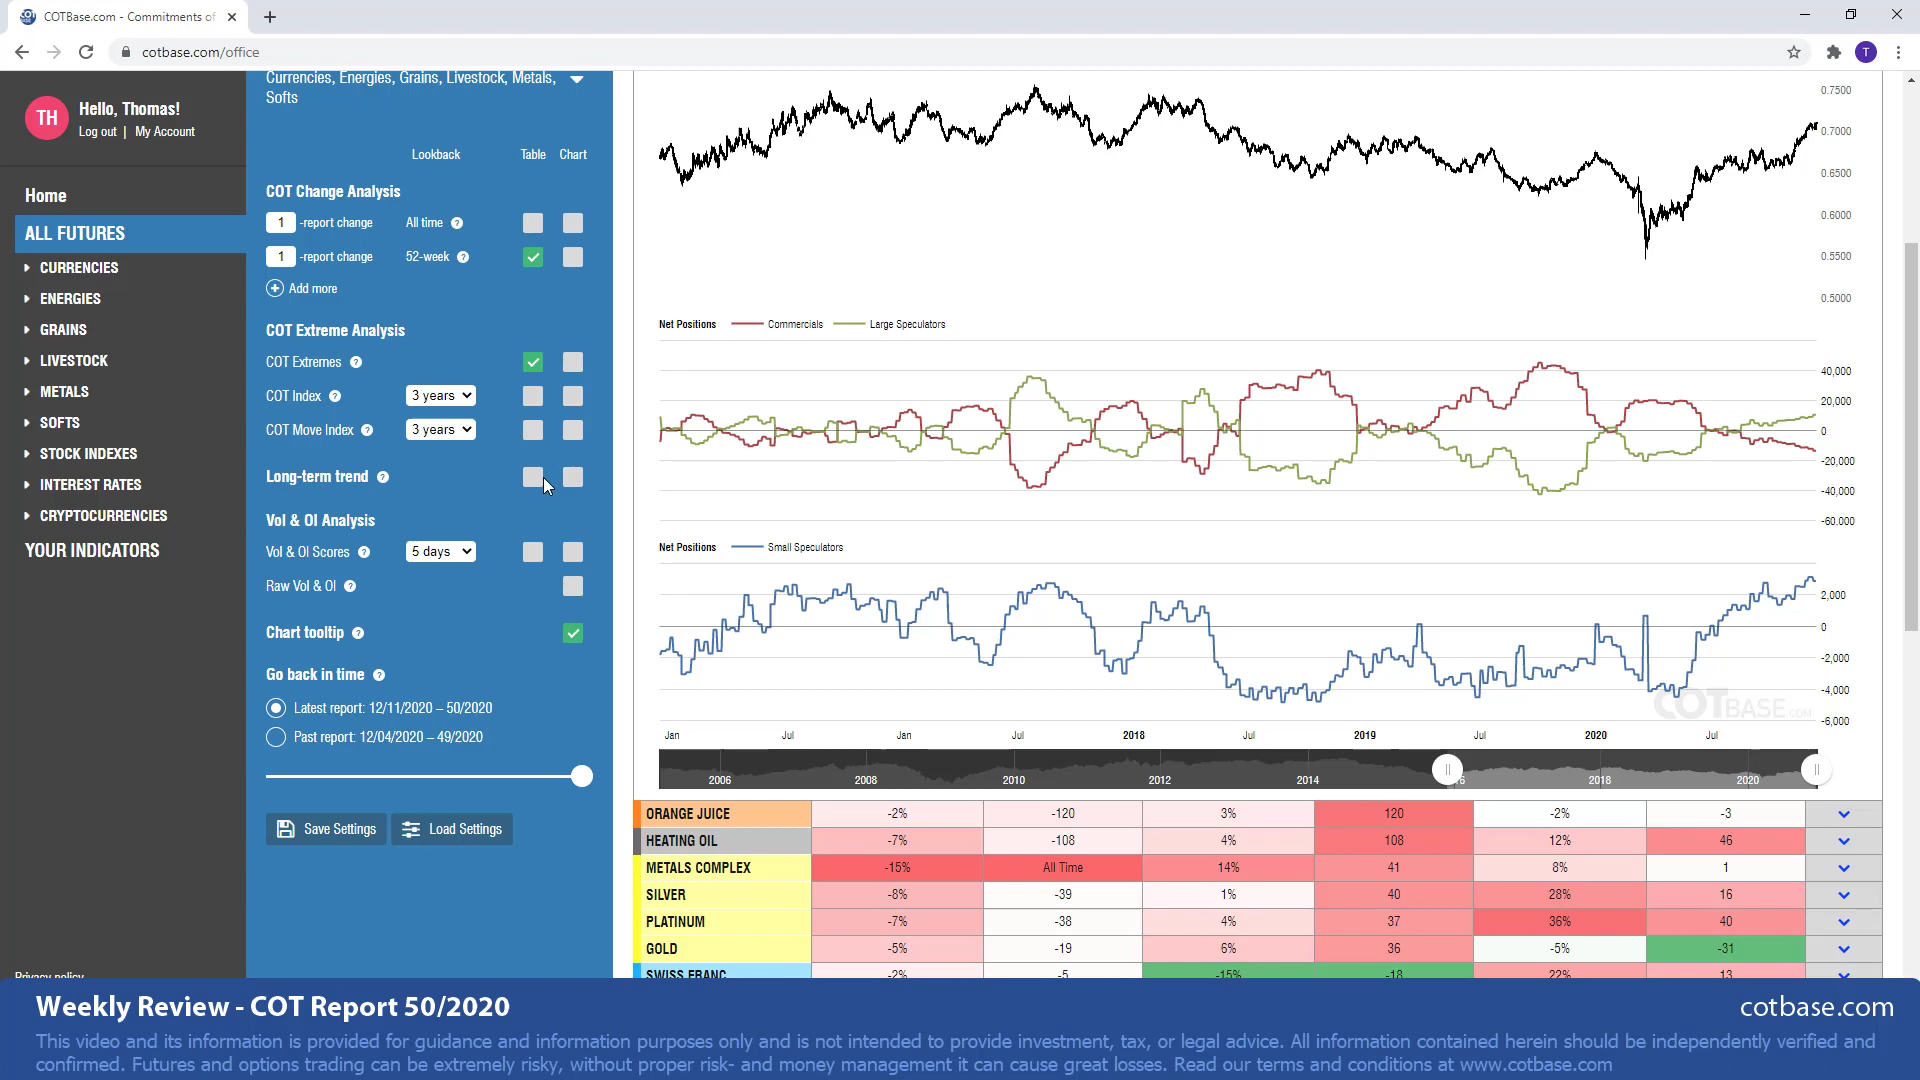 COTBase.com - Commitments of
cotbase.com/office
T
TH
Hello, Thomas!
Log out | My Account
Home
ALL FUTURES
CURRENCIES
ENERGIES
GRAINS
LIVESTOCK
METALS
SOFTS
STOCK INDEXES
INTEREST RATES
CRYPTOCURRENCIES
YOUR INDICATORS
Privacy policy
Currencies, Energies, Grains, Livestock, Metals,
Softs
Lookback Table Chart
COT Change Analysis
1 -report change All time ?
1 -report change 52-week ?
Add more
COT Extreme Analysis
COT Extremes ?
COT Index ? 3 years
COT Move Index ? 3 years
Long-term trend ?
Vol & OI Analysis
Vol & OI Scores ? 5 days
Raw Vol & OI ?
Chart tooltip ?
Go back in time ?
Latest report: 12/11/2020 – 50/2020
Past report: 12/04/2020 – 49/2020
Save Settings Load Settings
0.7500
0.7000
0.6500
0.6000
0.5500
0.5000
Net Positions Commercials Large Speculators
40,000
20,000
0
-20,000
-40,000
-60,000
Net Positions Small Speculators
2,000
0
-2,000
-4,000
-6,000
COTBASE.COM
Jan Jul Jan Jul 2018 Jul 2019 Jul 2020 Jul
2006 2008 2010 2012 2014 6 2018 2020
ORANGE JUICE -2% -120 3% 120 -2% -3
HEATING OIL -7% -108 4% 108 12% 46
METALS COMPLEX -15% All Time 14% 41 8% 1
SILVER -8% -39 1% 40 28% 16
PLATINUM -7% -38 4% 37 36% 40
GOLD -5% -19 6% 36 -5% -31
SWISS FRANC -2% -5 -15% -18 22% 13
Weekly Review - COT Report 50/2020
cotbase.com
This video and its information is provided for guidance and information purposes only and is not intended to provide investment, tax, or legal advice. All information contained herein should be independently verified and
confirmed. Futures and options trading can be extremely risky, without proper risk- and money management it can cause great losses. Read our terms and conditions at www.cotbase.com